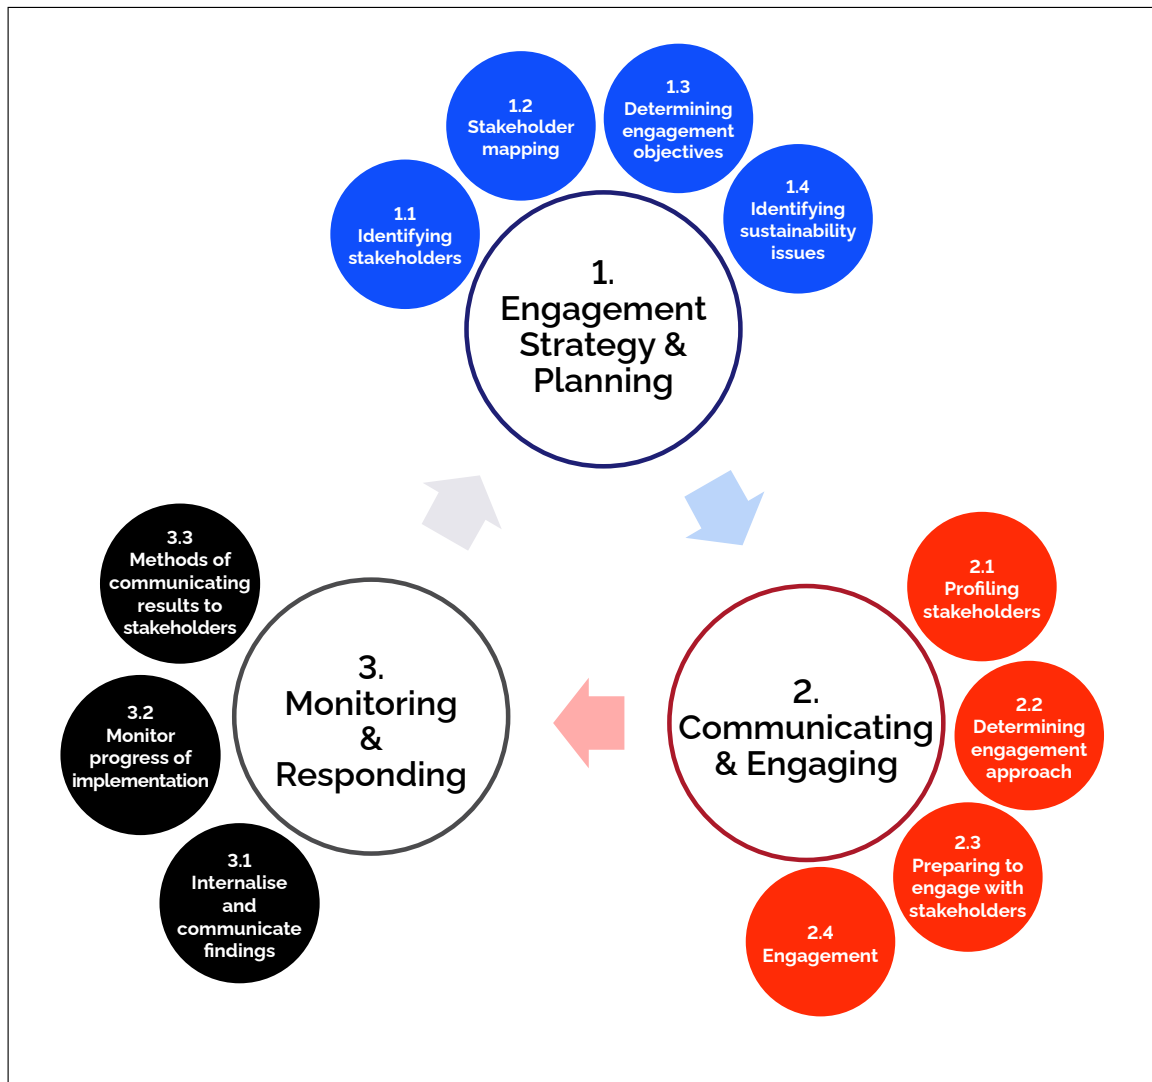 1.
Engagement
Strategy &
Planning
1.1
Identifying
stakeholders
1.2
Stakeholder
mapping
1.3
Determining
engagement
objectives
1.4
Identifying
sustainability
issues
2.
Communicating
& Engaging
2.1
Profiling
stakeholders
2.2
Determining
engagement
approach
2.3
Preparing to
engage with
stakeholders
2.4
Engagement
3.
Monitoring
&
Responding
3.1
Internalise
and
communicate
findings
3.2
Monitor
progress of
implementation
3.3
Methods of
communicating
results to
stakeholders